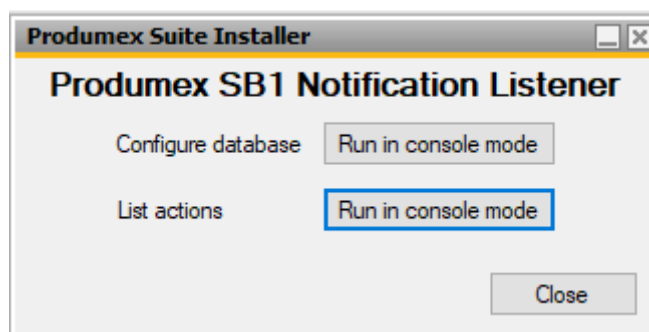 Produmex Suite Installer
Produmex SB1 Notification Listener
Configure database Run in console mode
List actions Run in console mode
Close